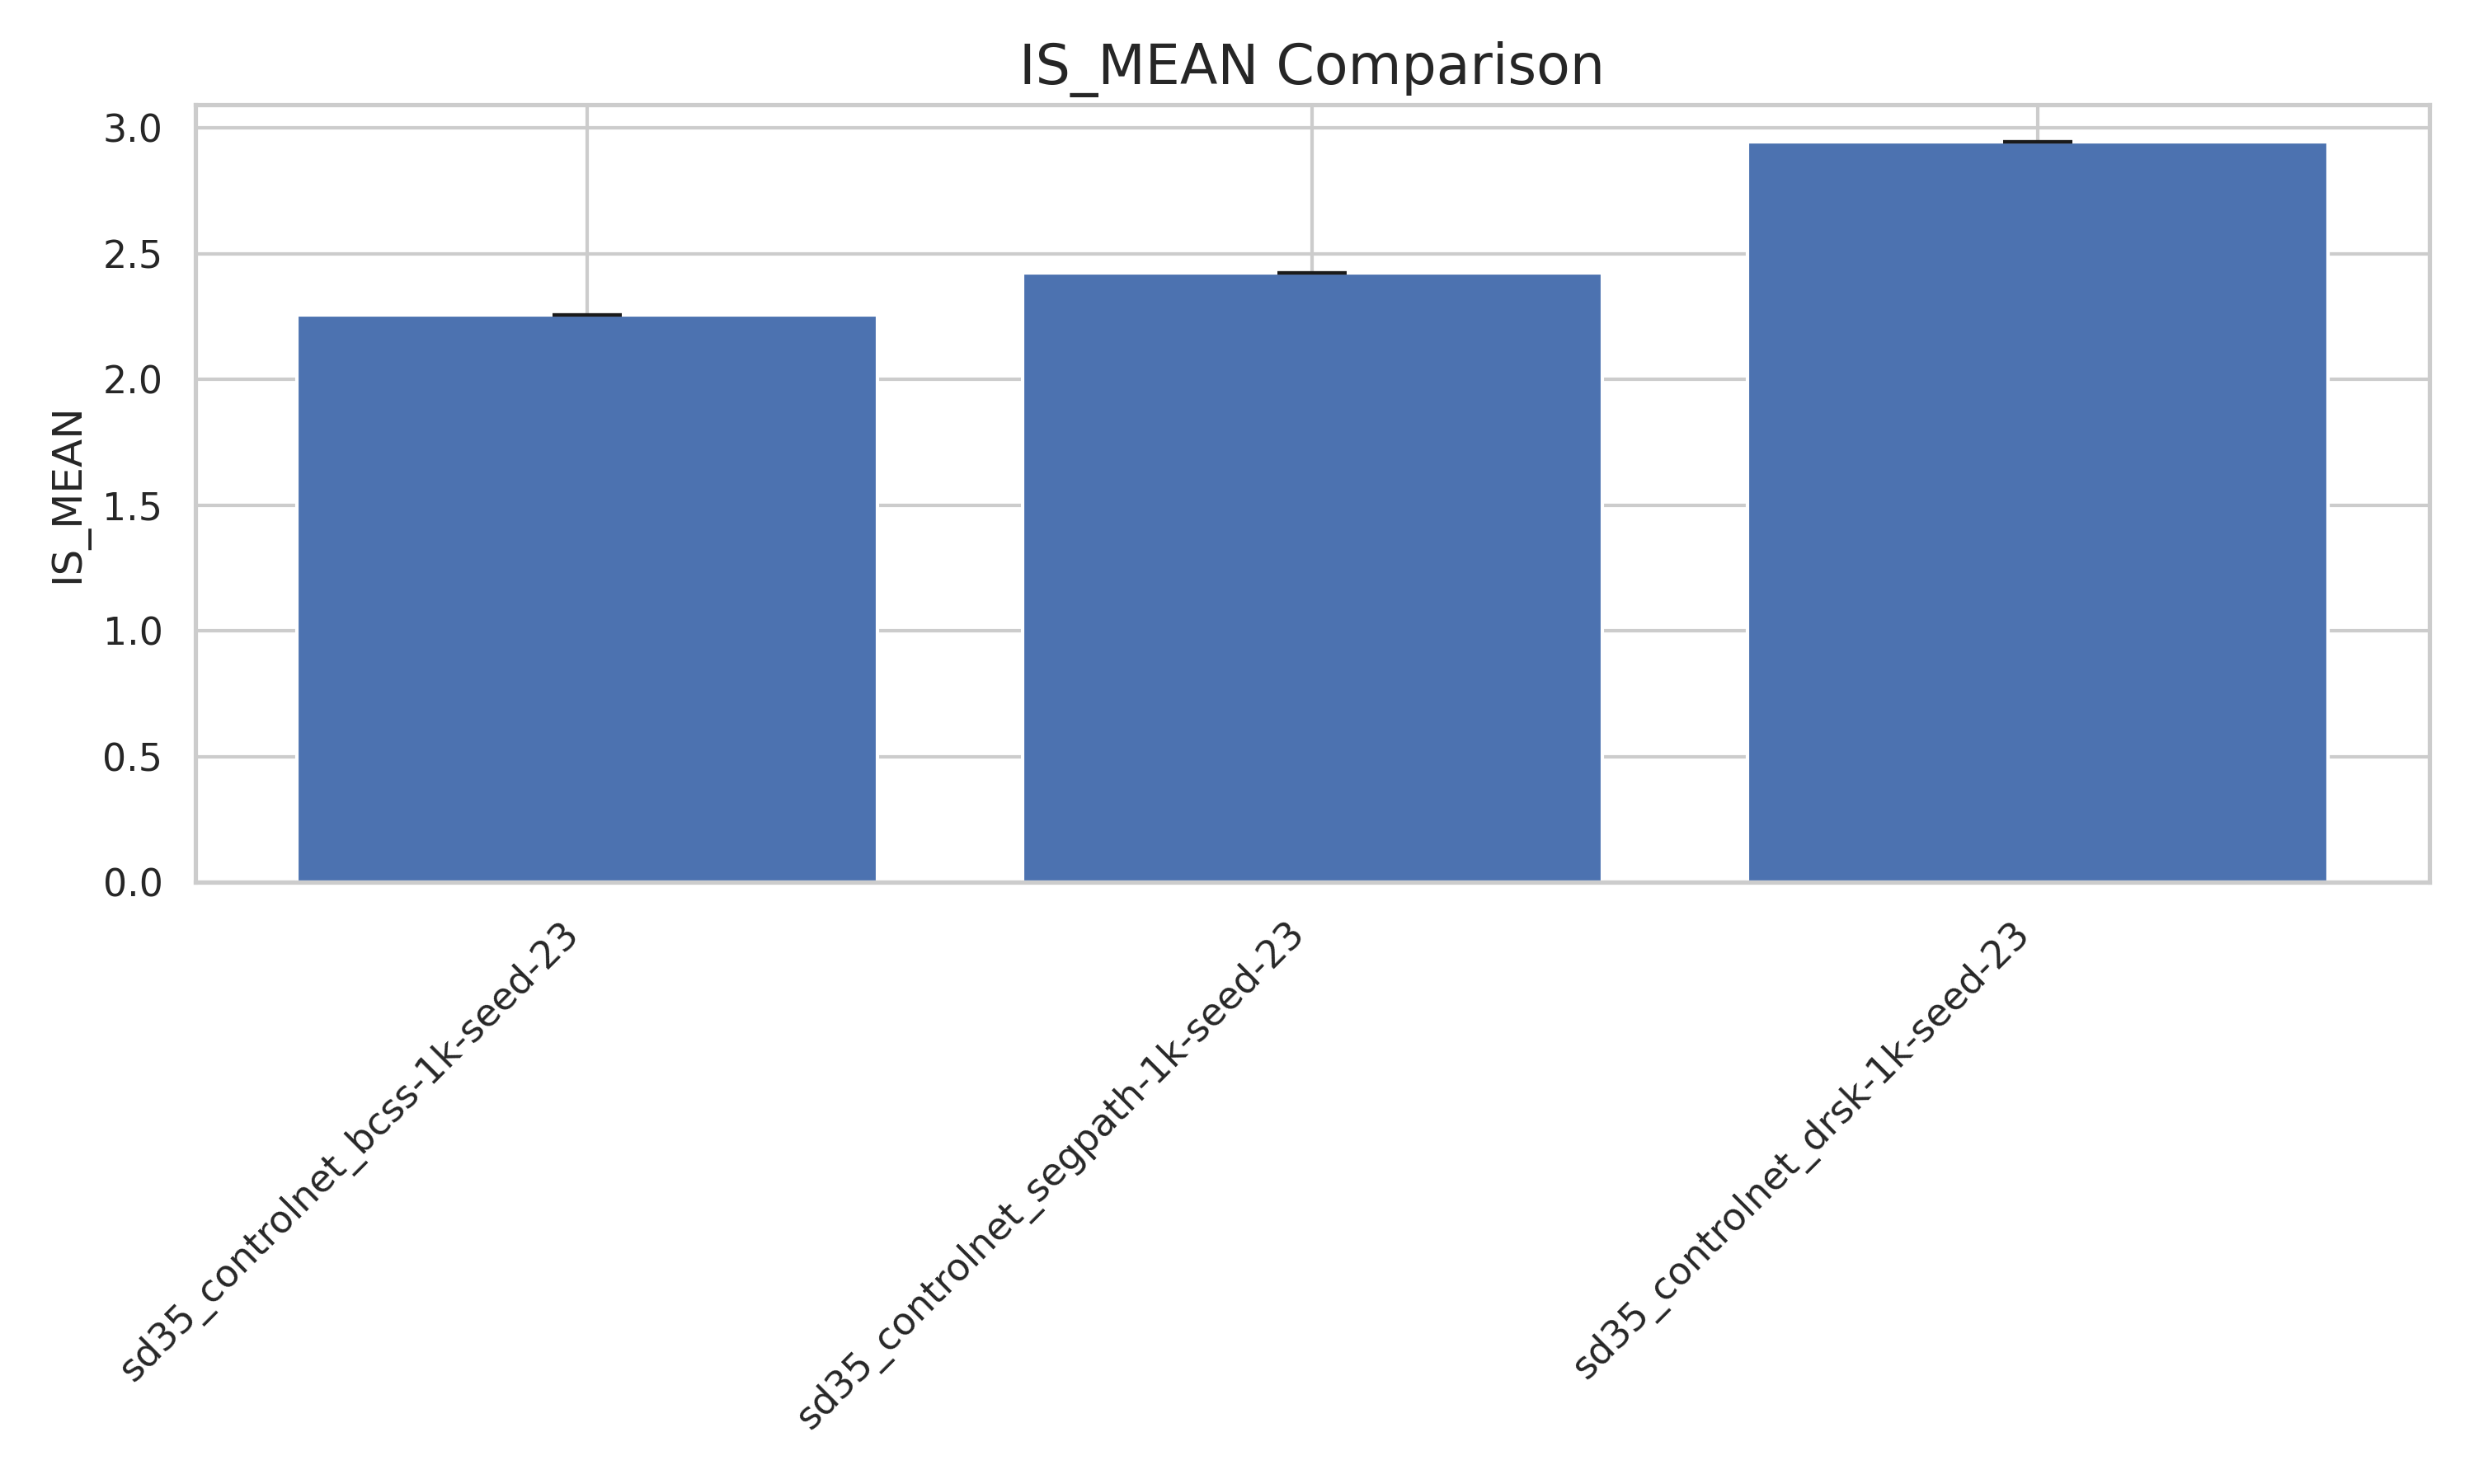 IS_MEAN Comparison
IS_MEAN
3.0
2.5
2.0
1.5
1.0
0.5
0.0
sd35_controlnet_bcss-1k-seed-23
sd35_controlnet_segpath-1k-seed-23
sd35_controlnet_drsk-1k-seed-23